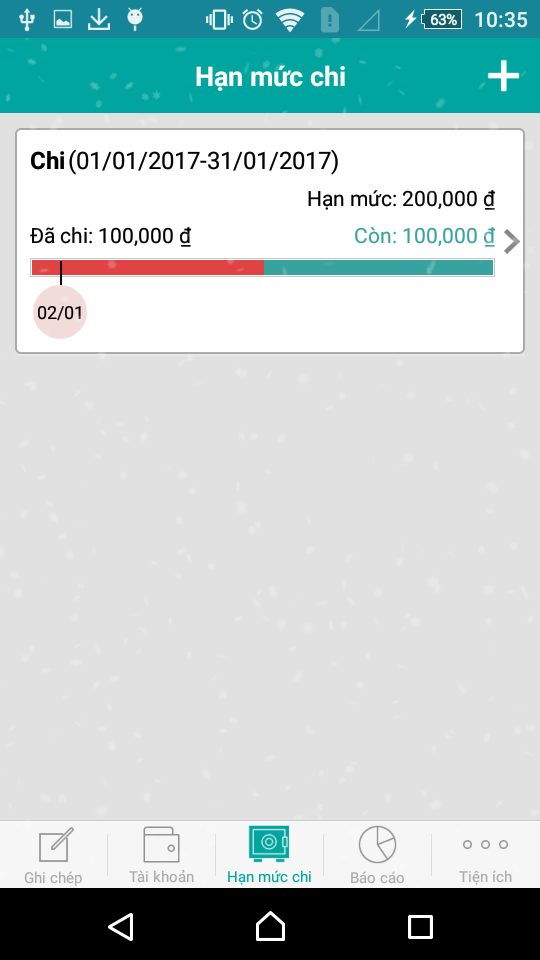 63% 10:35
Hạn mức chi
Chi(01/01/2017-31/01/2017)
Hạn mức: 200,000 ₫
Đã chi: 100,000 ₫ Còn: 100,000 ₫
02/01
Ghi chép Tài khoản Hạn mức chi Báo cáo Tiện ích